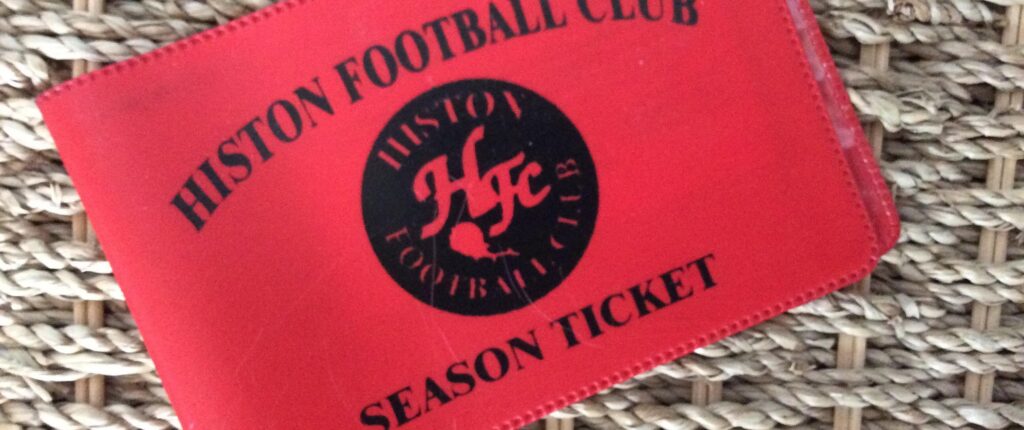 HISTON FOOTBALL CLUB
HISTON
HFC
FOOTBALL CLUB
SEASON TICKET